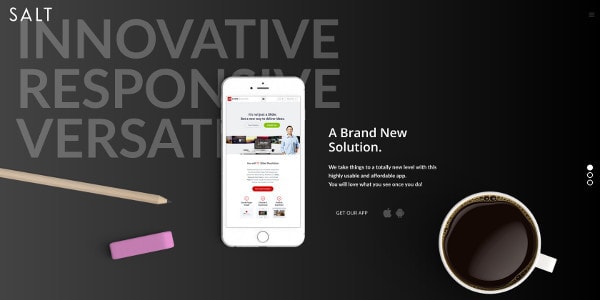 SALT
INNOVATIVE
RESPONSIVE
VERSATI
A Brand New
Solution.
We take things to a totally new level with this
highly usable and affordable app.
You will love what you see once you do!
GET OUR APP